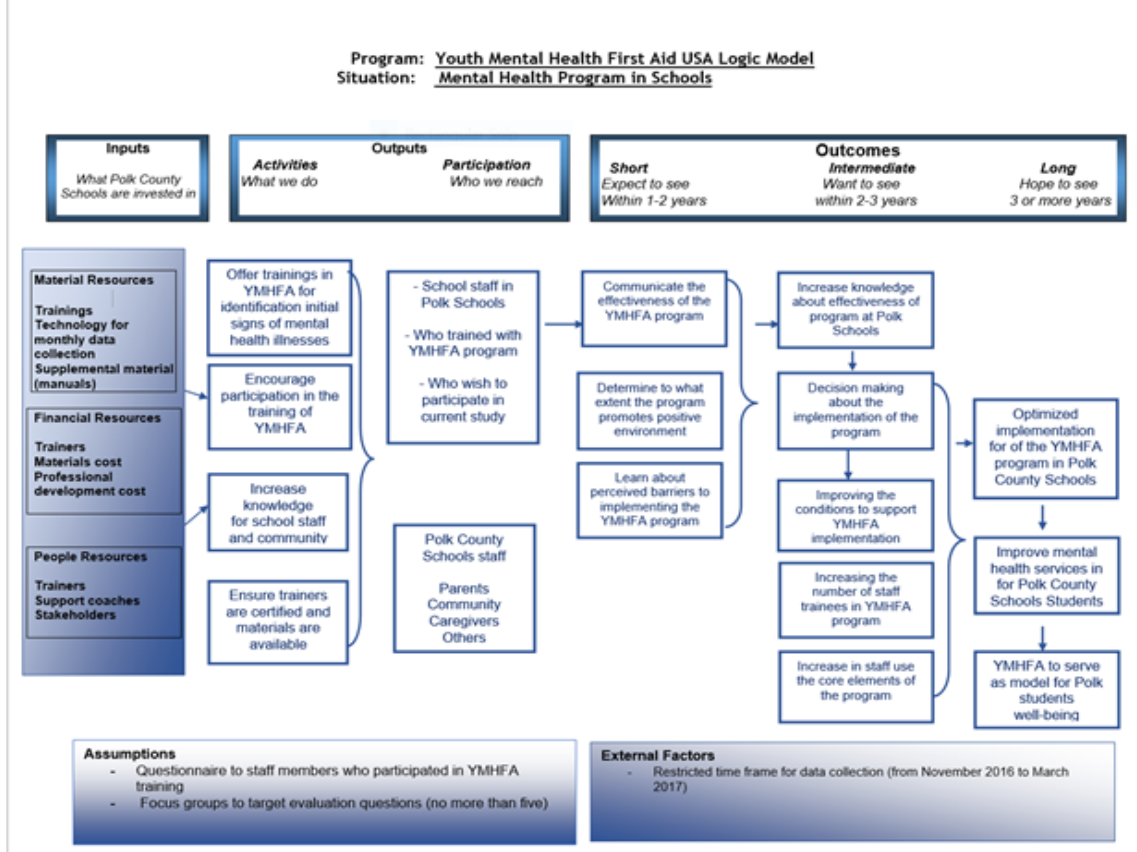 Program: Youth Mental Health First Aid USA Logic Model
Situation: Mental Health Program in Schools
Inputs
What Polk County
Schools are invested in
Outputs
Activities
What we do
Participation
Who we reach
Outcomes
Short
Expect to see
Within 1-2 years
Intermediate
Want to see
within 2-3 years
Long
Hope to see
3 or more years
Material Resources
Trainings
Technology for
monthly data
collection
Supplemental material
(manuals)
Financial Resources
Trainers
Materials cost
Professional
development cost
People Resources
Trainers
Support coaches
Stakeholders
Offer trainings in
YMHFA for
identification initial
signs of mental
health illnesses
Encourage
participation in the
training of
YMHFA
Increase
knowledge
for school staff
and community
Ensure trainers
are certified and
materials are
available
- School staff in
Polk Schools
- Who trained with
YMHFA program
- Who wish to
participate in
current study
Polk County
Schools staff
Parents
Community
Caregivers
Others
Communicate the
effectiveness of the
YMHFA program
Determine to what
extent the program
promotes positive
environment
Learn about
perceived barriers to
implementing the
YMHFA program
Increase knowledge
about effectiveness of
program at Polk
Schools
Decision making
about the
implementation of the
program
Improving the
conditions to support
YMHFA
implementation
Increasing the
number of staff
trainees in YMHFA
program
Increase in staff use
the core elements of
the program
Optimized
implementation
for of the YMHFA
program in Polk
County Schools
Improve mental
health services in
for Polk County
Schools Students
YMHFA to serve
as model for Polk
students
well-being
Assumptions
- Questionnaire to staff members who participated in YMHFA
training
- Focus groups to target evaluation questions (no more than five)
External Factors
- Restricted time frame for data collection (from November 2016 to March
2017)